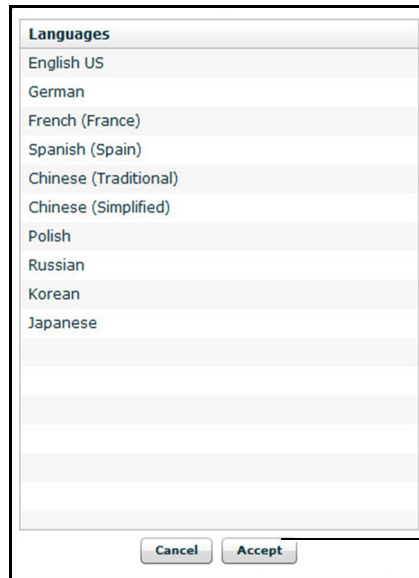 Languages
English US
German
French (France)
Spanish (Spain)
Chinese (Traditional)
Chinese (Simplified)
Polish
Russian
Korean
Japanese
Cancel Accept